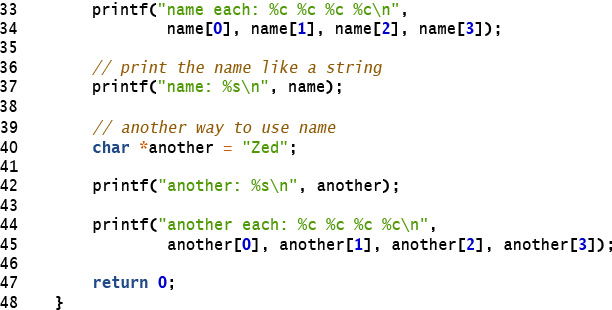 33 printf("name each: %c %c %c %c\n",
34 name[0], name[1], name[2], name[3]);
35
36 // print the name like a string
37 printf("name: %s\n", name);
38
39 // another way to use name
40 char *another = "Zed";
41
42 printf("another: %s\n", another);
43
44 printf("another each: %c %c %c %c\n",
45 another[0], another[1], another[2], another[3]);
46
47 return 0;
48 }